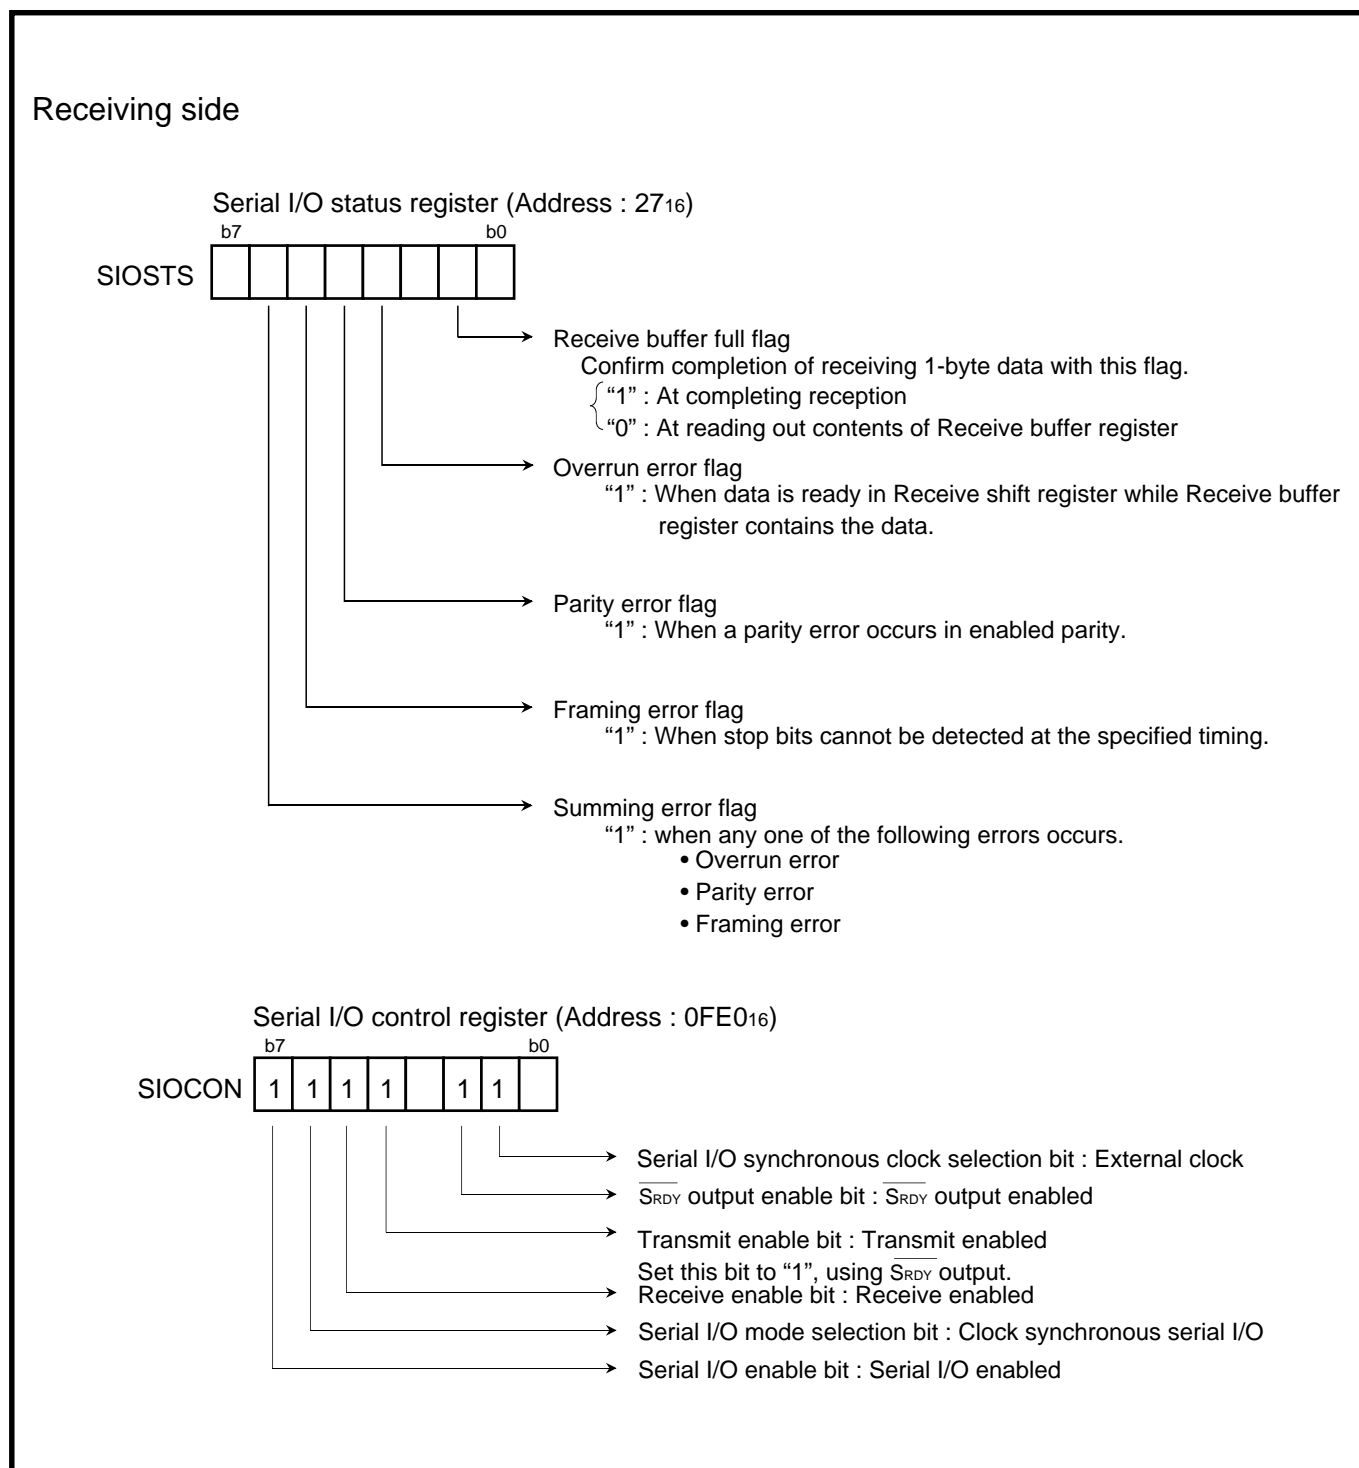 Receiving side
Serial I/O status register (Address : 2716)
b7 b0
SIOSTS
Receive buffer full flag
Confirm completion of receiving 1-byte data with this flag.
“1” : At completing reception
“0” : At reading out contents of Receive buffer register
Overrun error flag
“1” : When data is ready in Receive shift register while Receive buffer
register contains the data.
Parity error flag
“1” : When a parity error occurs in enabled parity.
Framing error flag
“1” : When stop bits cannot be detected at the specified timing.
Summing error flag
“1” : when any one of the following errors occurs.
• Overrun error
• Parity error
• Framing error
Serial I/O control register (Address : 0FE016)
b7 b0
SIOCON 1 1 1 1 1 1
Serial I/O synchronous clock selection bit : External clock
SRDY output enable bit : SRDY output enabled
Transmit enable bit : Transmit enabled
Set this bit to “1”, using SRDY output.
Receive enable bit : Receive enabled
Serial I/O mode selection bit : Clock synchronous serial I/O
Serial I/O enable bit : Serial I/O enabled